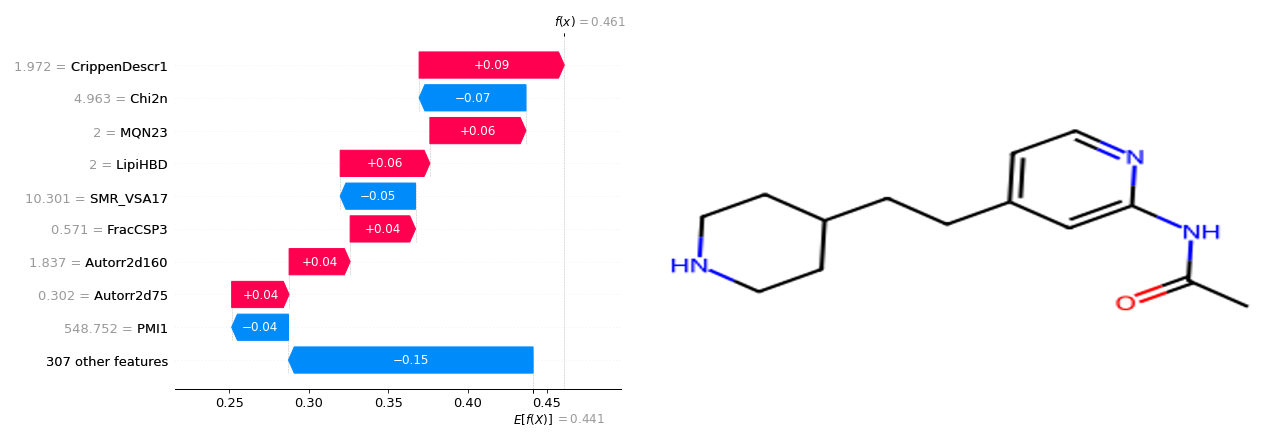 f(x) = 0.461
1.972 = CrippenDescr1
+0.09
4.963 = Chi2n
−0.07
2 = MQN23
+0.06
2 = LipiHBD
+0.06
10.301 = SMR_VSA17
−0.05
0.571 = FracCSP3
+0.04
1.837 = Autorr2d160
+0.04
0.302 = Autorr2d75
+0.04
548.752 = PMI1
−0.04
307 other features
−0.15
0.25 0.30 0.35 0.40 0.45
E[f(X)] = 0.441
N
NH
HN
O